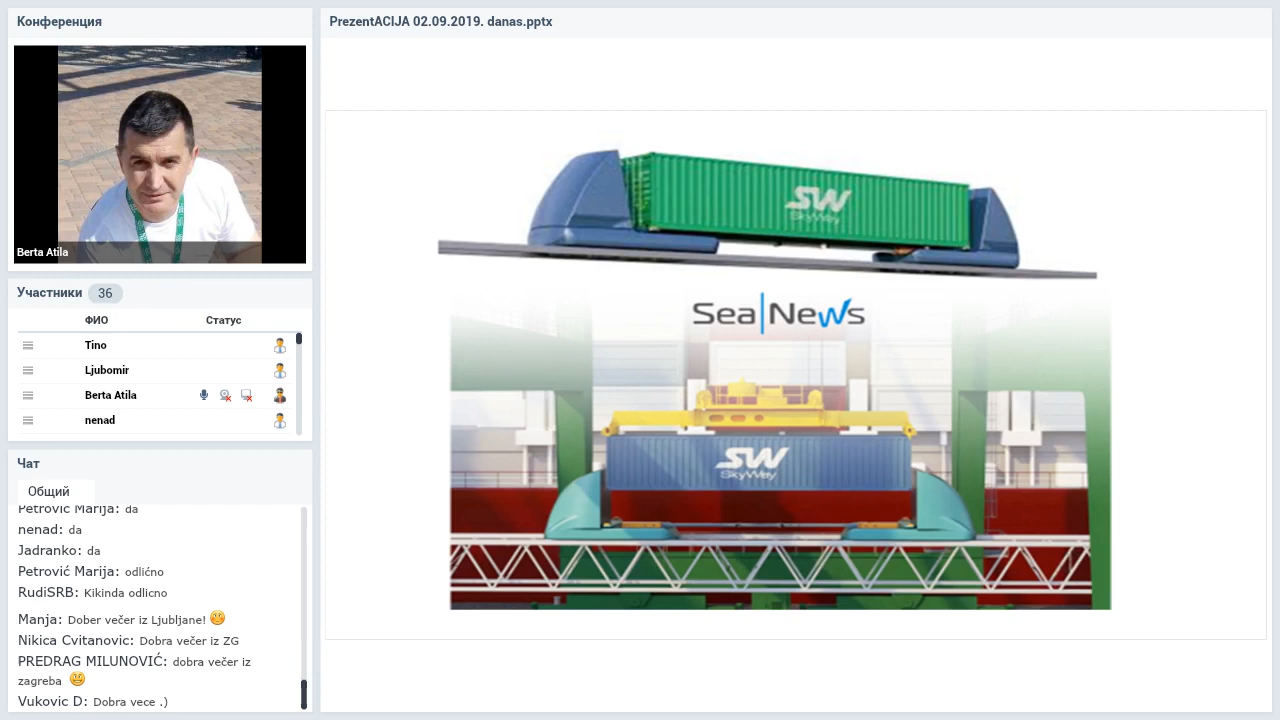 Конференция
Berta Atila
Участники 36
ФИО Статус
Tino
Ljubomir
Berta Atila
nenad
Чат
Общий
Petrović Marija: da
nenad: da
Jadranko: da
Petrović Marija: odlićno
RudiSRB: Kikinda odlicno
Manja: Dober večer iz Ljubljane!
Nikica Cvitanovic: Dobra večer iz ZG
PREDRAG MILUNOVIĆ: dobra večer iz
zagreba
Vukovic D: Dobra vece .)
PrezentACIJA 02.09.2019. danas.pptx
SW
SkyWay
Sea|News
SW
SkyWay